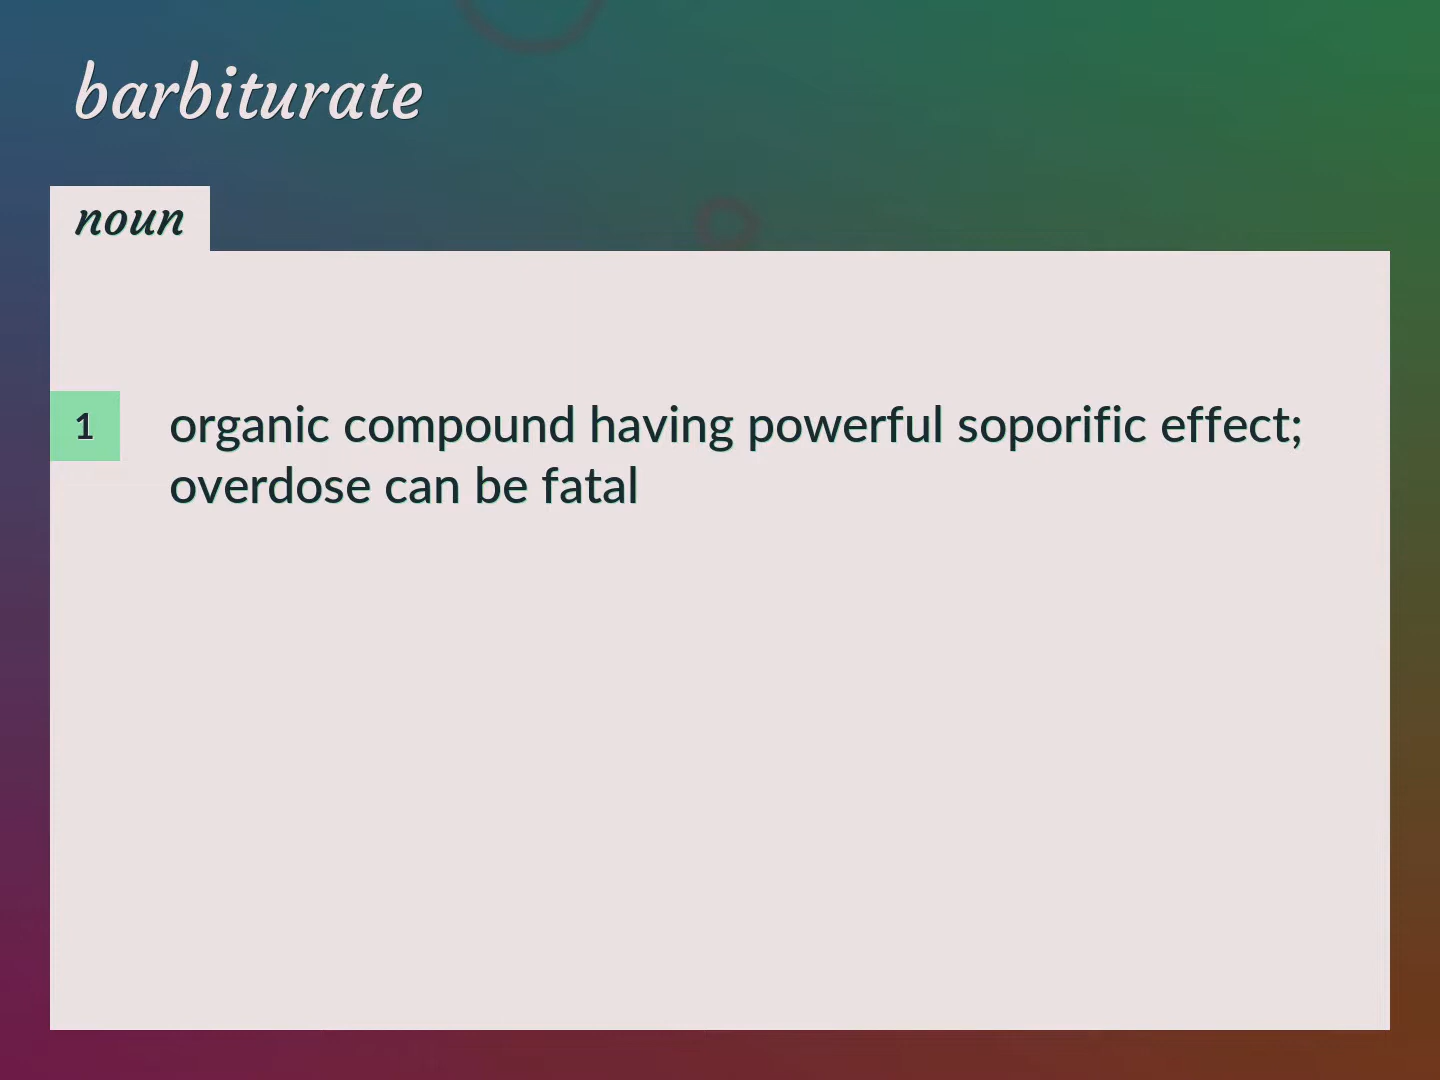 barbiturate
noun
1 organic compound having powerful soporific effect;
overdose can be fatal